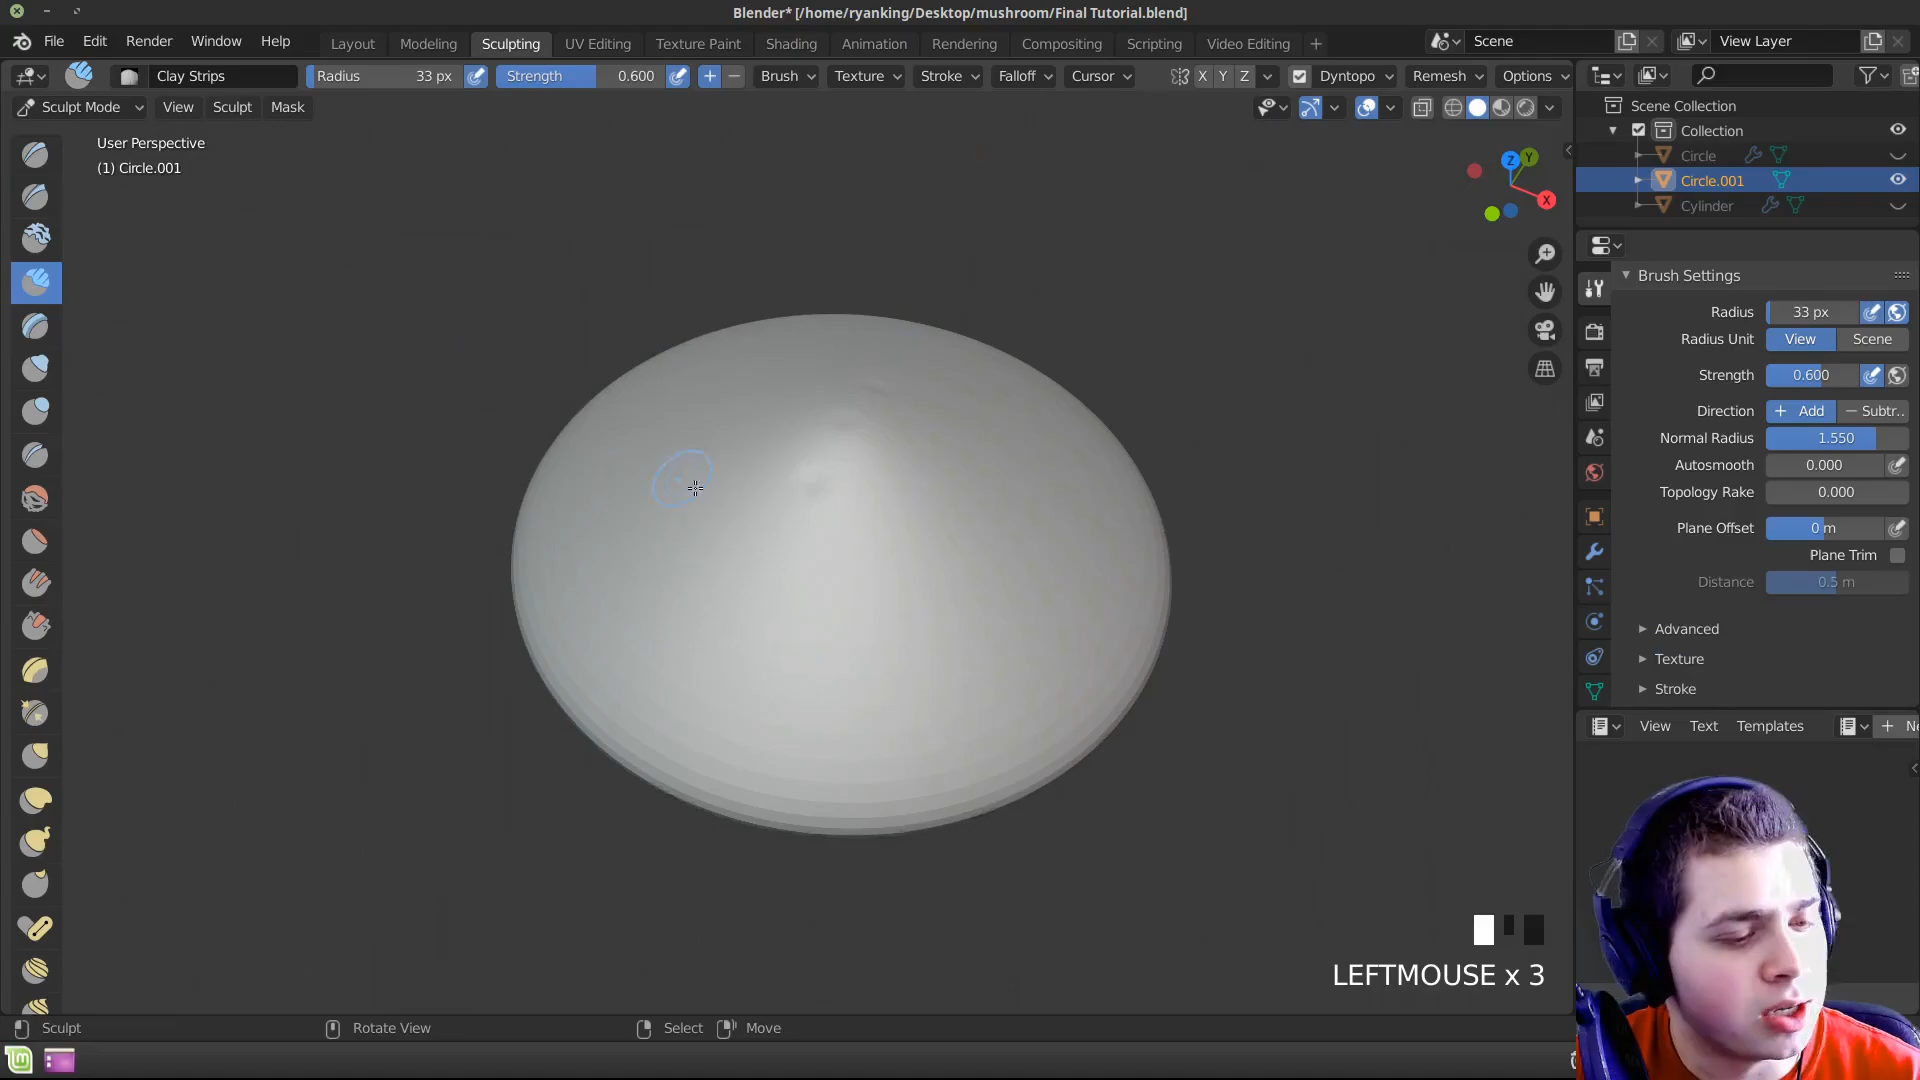 Blender* [/home/ryanking/Desktop/mushroom/Final Tutorial.blend]
File Edit Render Window Help Layout Modeling Sculpting UV Editing Texture Paint Shading Animation Rendering Compositing Scripting Video Editing + Scene View Layer
Clay Strips Radius 33 px Strength 0.600 + − Brush Texture Stroke Falloff Cursor X Y Z Dyntopo Remesh Options
Sculpt Mode View Sculpt Mask
User Perspective
(1) Circle.001
Z Y
X
Scene Collection
Collection
Circle
Circle.001
Cylinder
Brush Settings
Radius 33 px
Radius Unit View Scene
Strength 0.600
Direction + Add − Subtr..
Normal Radius 1.550
Autosmooth 0.000
Topology Rake 0.000
Plane Offset 0 m
Plane Trim
Distance 0.5 m
Advanced
Texture
Stroke
View Text Templates + Ne
LEFTMOUSE x 3
Sculpt Rotate View Select Move